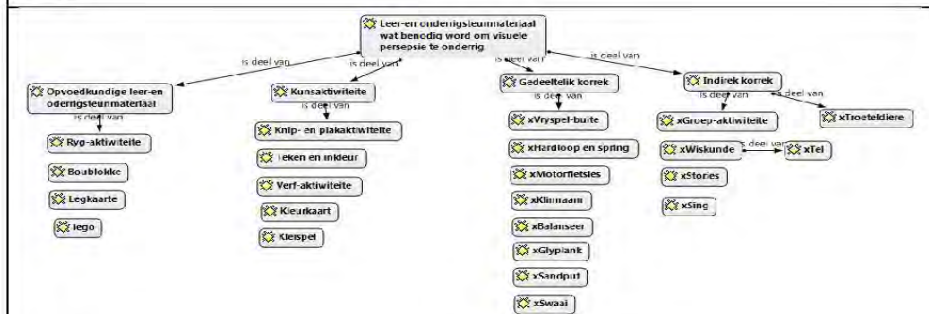 Leer-en onderrigsteunmateriaal
wat benodig word om visuele
persepsie te onderrig.
is deel van
is deel van
is deel van
is deel van
Opvoedkundige leer-en
oderrigsteunmateriaal
is deel van
Ryg-aktiwiteite
Boublokke
Legkaarte
lego
Kunsaktiwiteite
is deel van
Knip- en plakaktiwiteite
Teken en inkleur
Verf-aktiwiteite
Kleurkaart
Kleispel
Gedeeltelik korrek
is deel van
xVryspel-buite
xHardloop en spring
xMotorfietsies
xKlimraam
xBalanseer
xGlyplank
xSandput
xSwaai
Indirek korrek
is deel van
is deel van
xGroep-aktiwiteite
xTroeteldiere
xWiskunde
is deel van
xTel
xStories
xSing